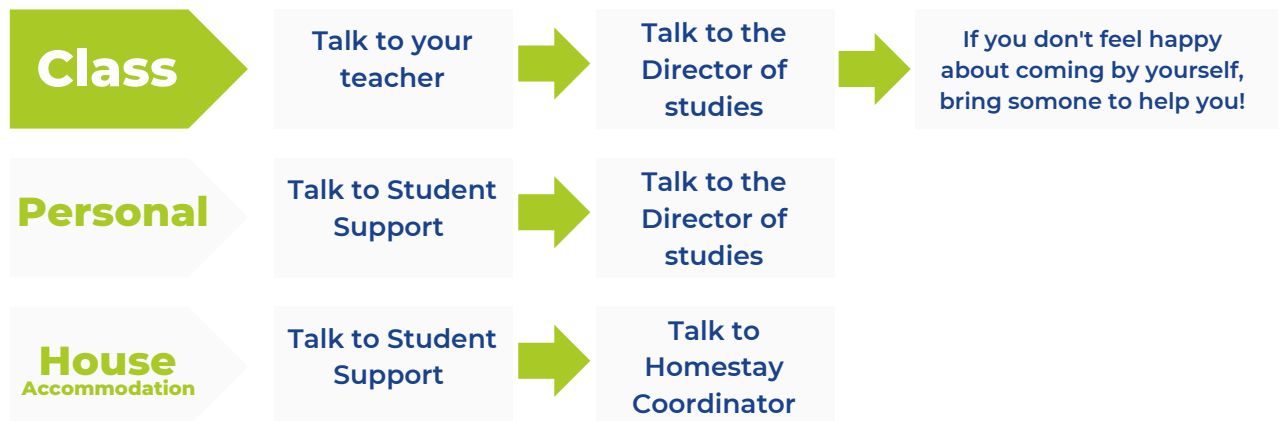 Class
Talk to your
teacher
Talk to the
Director of
studies
If you don't feel happy
about coming by yourself,
bring somone to help you!
Personal
Talk to Student
Support
Talk to the
Director of
studies
House
Accommodation
Talk to Student
Support
Talk to
Homestay
Coordinator